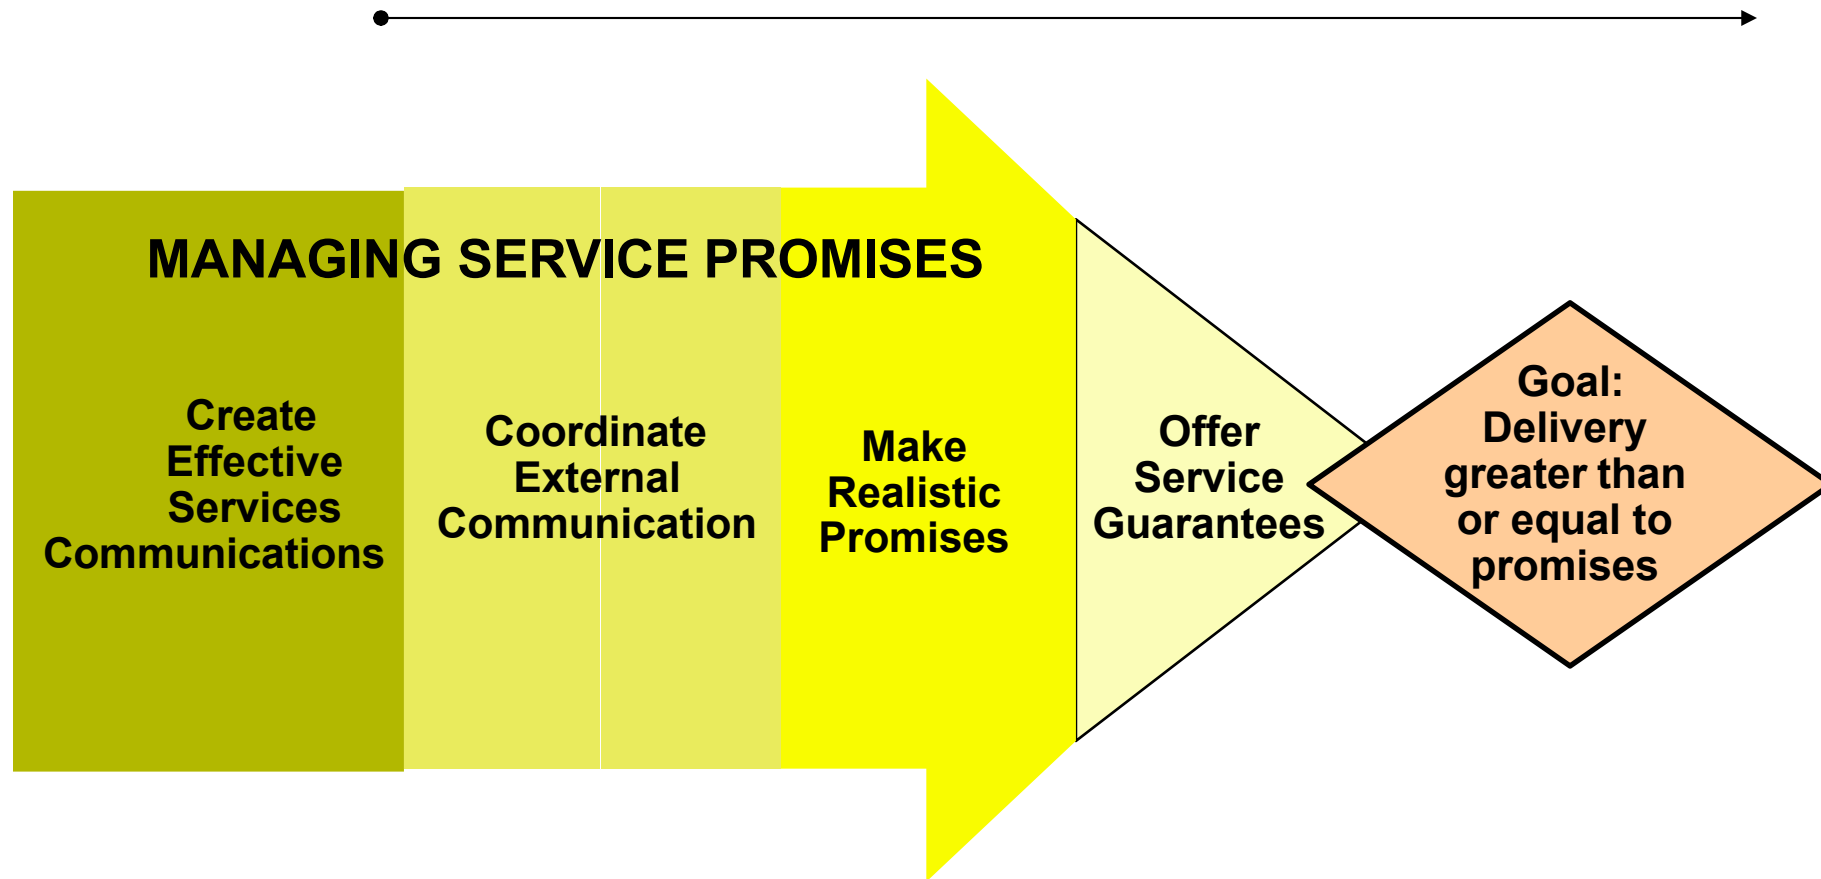 MANAGING SERVICE PROMISES
Create
Effective
Services
Communications
Coordinate
External
Communication
Make
Realistic
Promises
Offer
Service
Guarantees
Goal:
Delivery
greater than
or equal to
promises